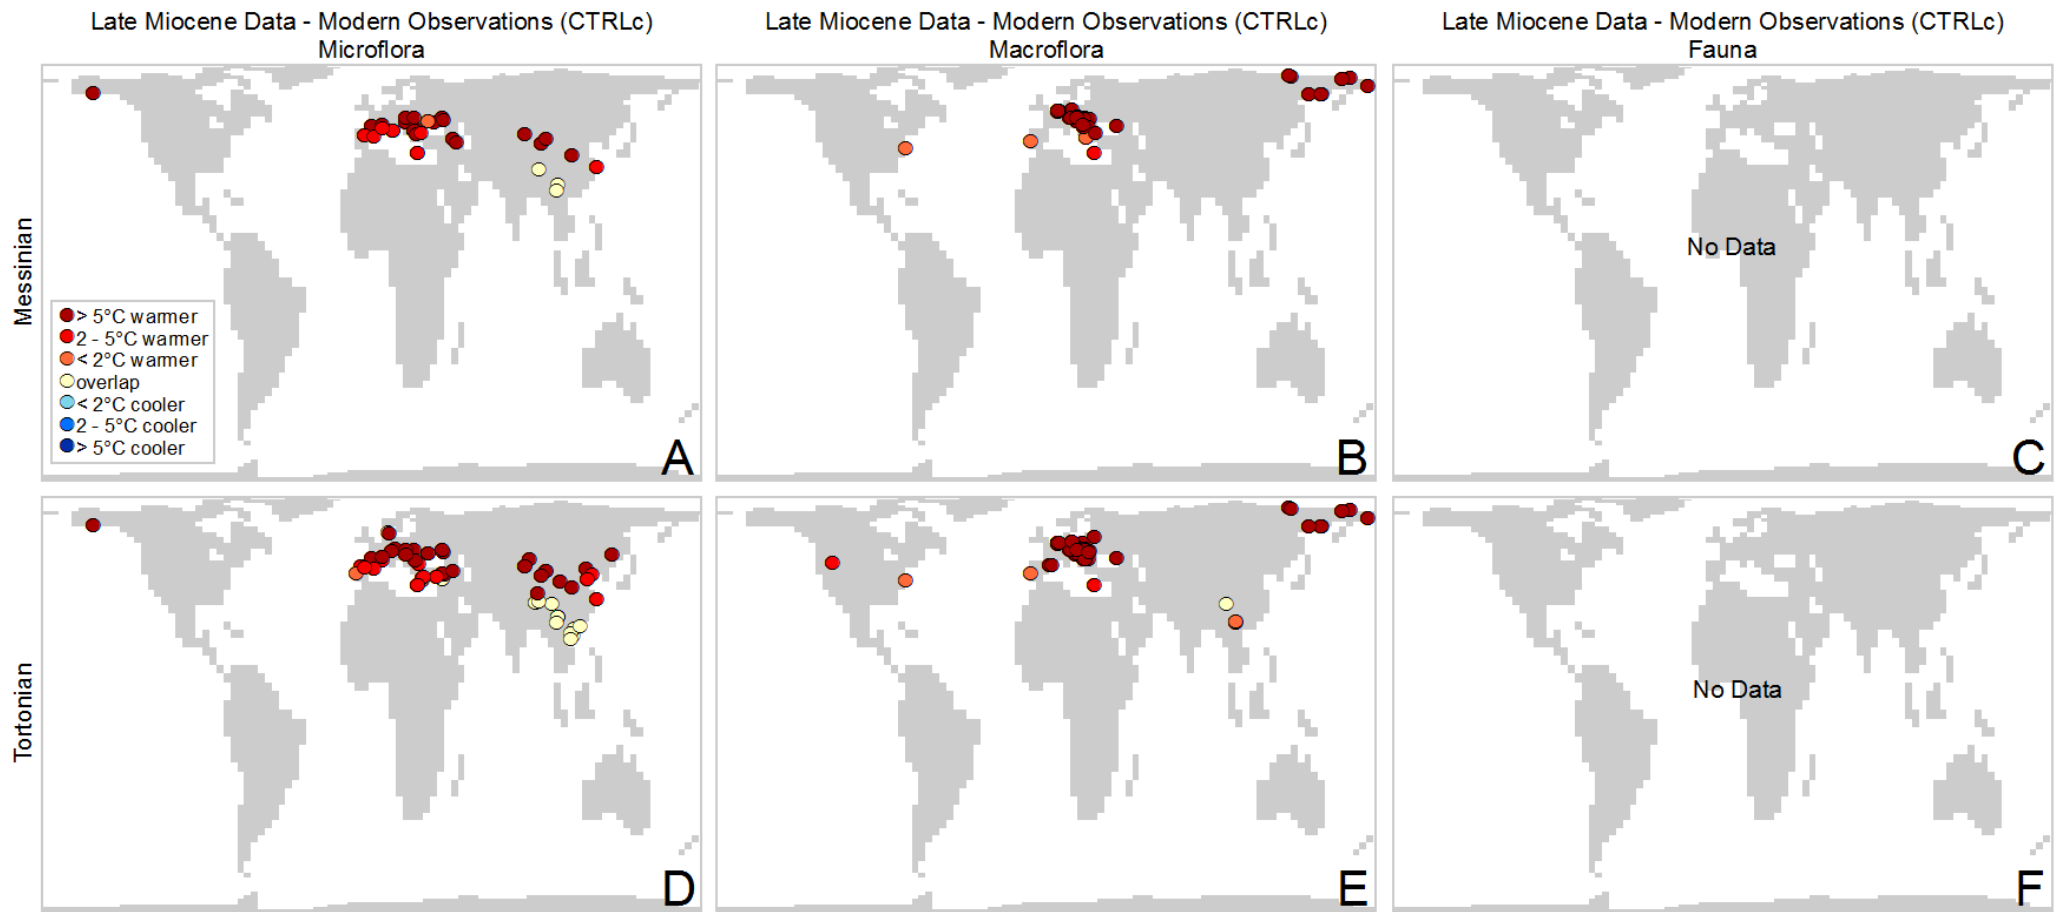 Late Miocene Data - Modern Observations (CTRLc)
Microflora
Late Miocene Data - Modern Observations (CTRLc)
Macroflora
Late Miocene Data - Modern Observations (CTRLc)
Fauna
Messinian
> 5°C warmer
2 - 5°C warmer
< 2°C warmer
overlap
< 2°C cooler
2 - 5°C cooler
> 5°C cooler
A
B
No Data
C
Tortonian
D
E
No Data
F